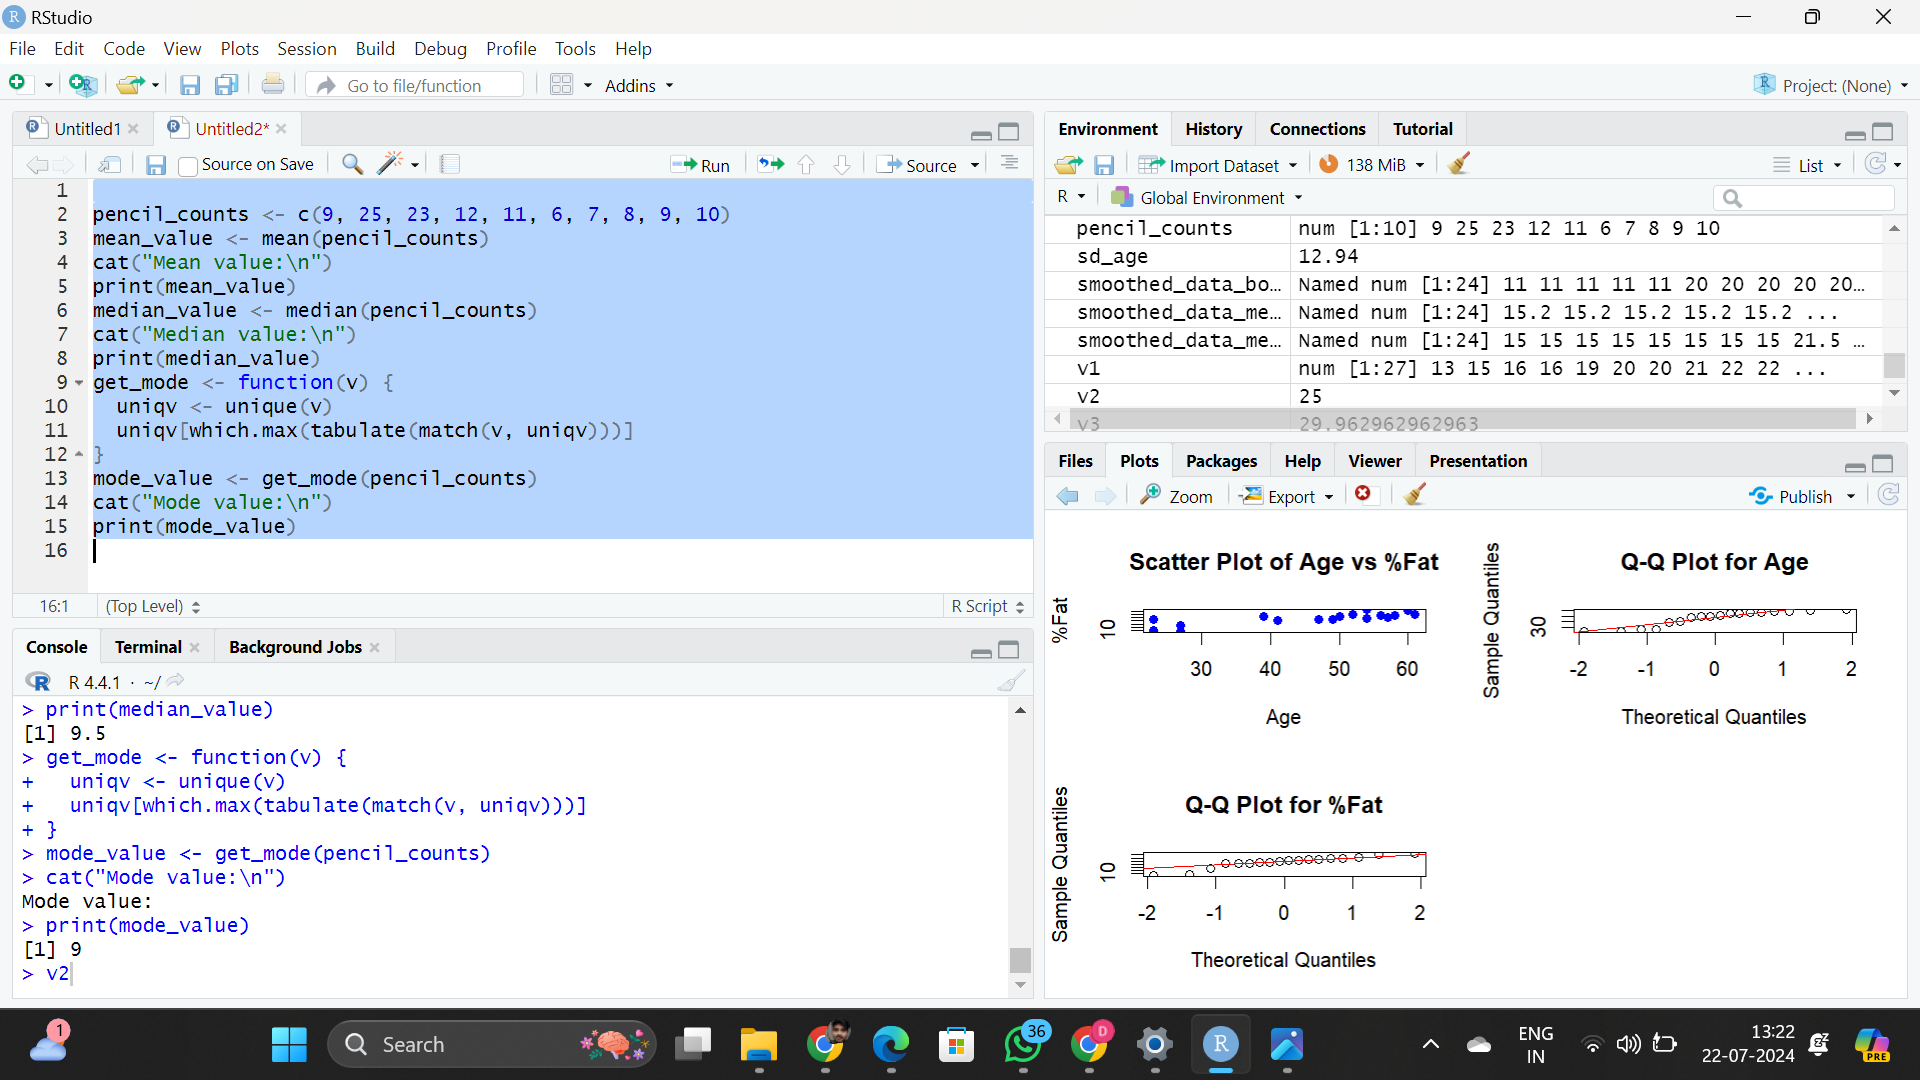 RStudio
File Edit Code View Plots Session Build Debug Profile Tools Help
Go to file/function Addins Project: (None)
Untitled1 Untitled2*
Source on Save Run Source
1
2 pencil_counts <- c(9, 25, 23, 12, 11, 6, 7, 8, 9, 10)
3 mean_value <- mean(pencil_counts)
4 cat("Mean value:\n")
5 print(mean_value)
6 median_value <- median(pencil_counts)
7 cat("Median value:\n")
8 print(median_value)
9 get_mode <- function(v) {
10 uniqv <- unique(v)
11 uniqv[which.max(tabulate(match(v, uniqv)))]
12 }
13 mode_value <- get_mode(pencil_counts)
14 cat("Mode value:\n")
15 print(mode_value)
16
16:1 (Top Level) R Script
Console Terminal Background Jobs
R R 4.4.1 · ~/
> print(median_value)
[1] 9.5
> get_mode <- function(v) {
+ uniqv <- unique(v)
+ uniqv[which.max(tabulate(match(v, uniqv)))]
+ }
> mode_value <- get_mode(pencil_counts)
> cat("Mode value:\n")
Mode value:
> print(mode_value)
[1] 9
> v2
Environment History Connections Tutorial
Import Dataset 138 MiB List
R Global Environment
pencil_counts num [1:10] 9 25 23 12 11 6 7 8 9 10
sd_age 12.94
smoothed_data_bo... Named num [1:24] 11 11 11 11 11 20 20 20 20 20...
smoothed_data_me... Named num [1:24] 15.2 15.2 15.2 15.2 15.2 ...
smoothed_data_me... Named num [1:24] 15 15 15 15 15 15 15 15 21.5 ...
v1 num [1:27] 13 15 16 16 19 20 20 21 22 22 ...
v2 25
v3 29.962962962963
Files Plots Packages Help Viewer Presentation
Zoom Export Publish
Scatter Plot of Age vs %Fat
%Fat
10
30 40 50 60
Age
Q-Q Plot for Age
Sample Quantiles
30
-2 -1 0 1 2
Theoretical Quantiles
Q-Q Plot for %Fat
Sample Quantiles
10
-2 -1 0 1 2
Theoretical Quantiles
1
Search
36
D
R
ENG
IN
13:22
22-07-2024
PRE